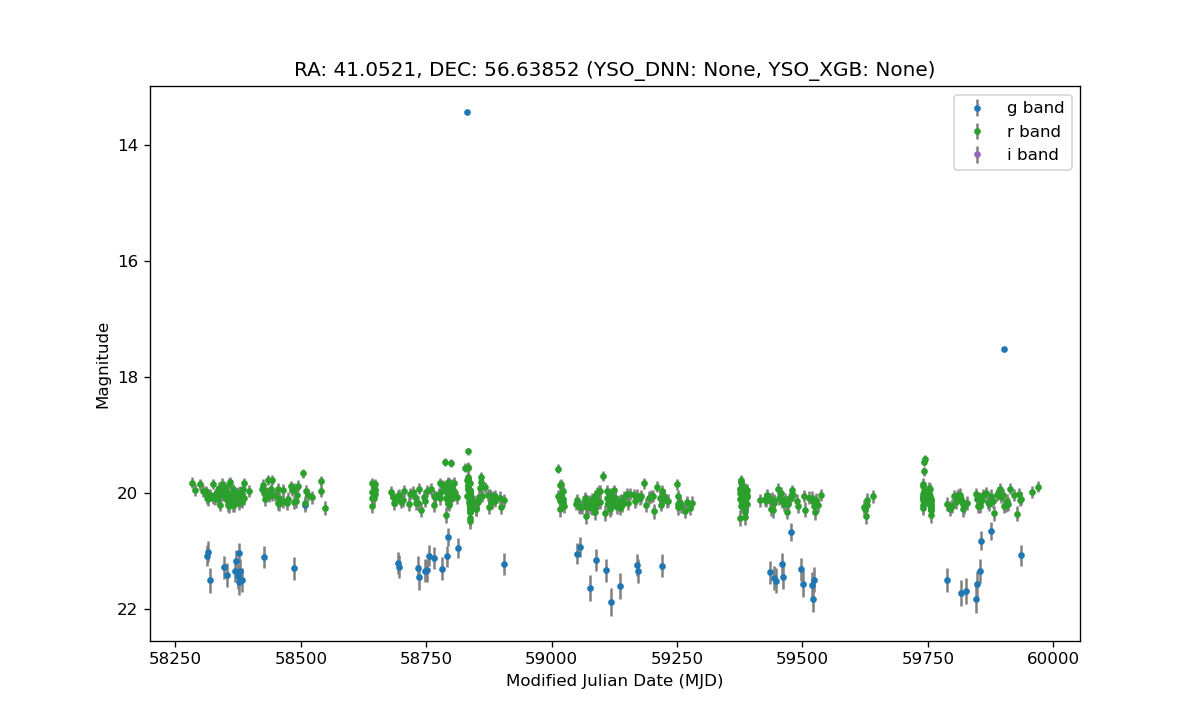 RA: 41.0521, DEC: 56.63852 (YSO_DNN: None, YSO_XGB: None)
g band
r band
i band
Magnitude
14
16
18
20
22
58250 58500 58750 59000 59250 59500 59750 60000
Modified Julian Date (MJD)